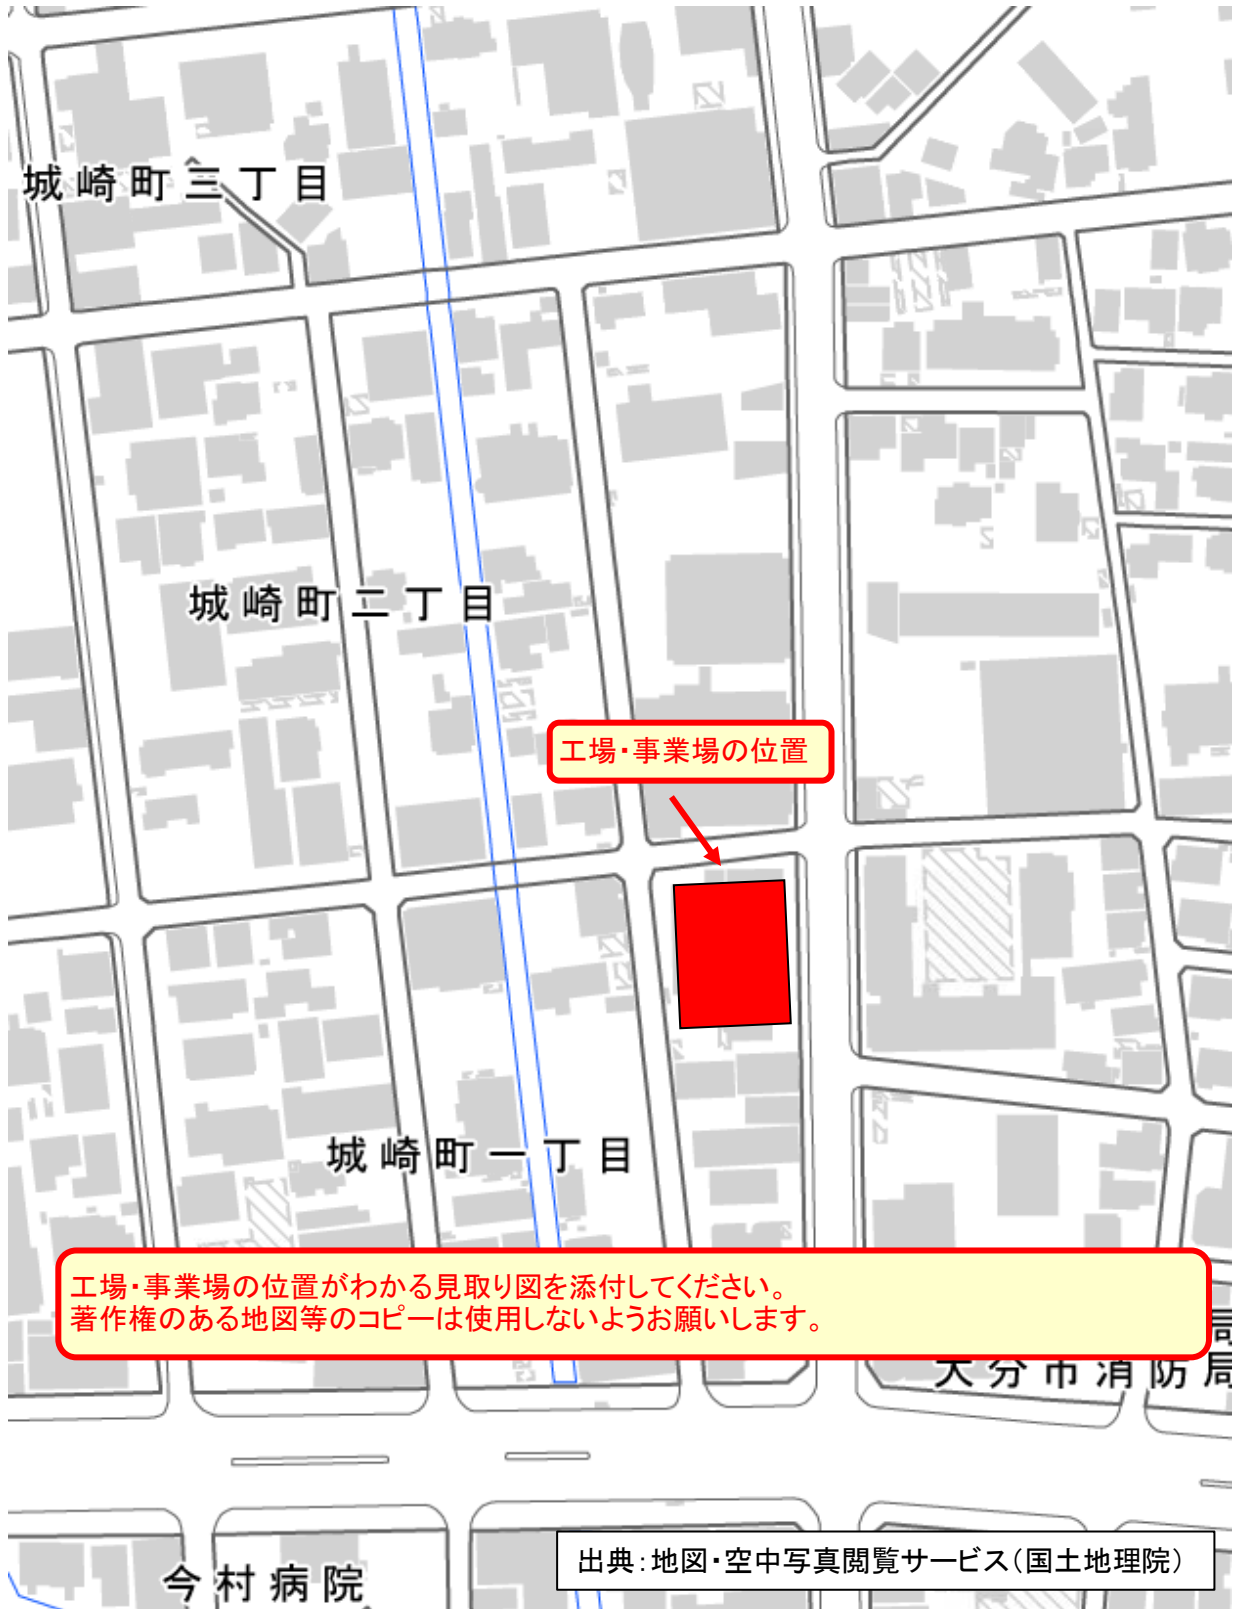 城崎町三丁目
城崎町二丁目
工場・事業場の位置
城崎町一丁目
工場・事業場の位置がわかる見取り図を添付してください。
著作権のある地図等のコピーは使用しないようお願いします。
局
大分市消防局
出典：地図・空中写真閲覧サービス（国土地理院）
今村病院